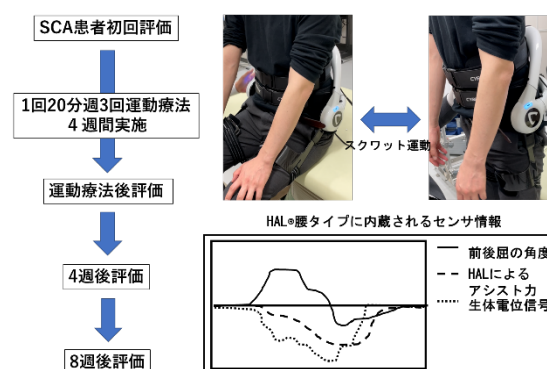 SCA患者初回評価
1回20分週3回運動療法
4週間実施
運動療法後評価
4週後評価
8週後評価
スクワット運動
HAL®腰タイプに内蔵されるセンサ情報
前後屈の角度
HALによる
アシスト力
生体電位信号